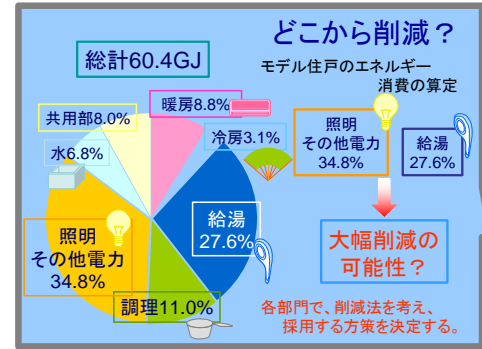 どこから削減？
総計60.4GJ
モデル住戸のエネルギー
消費の算定
暖房8.8%
共用部8.0%
冷房3.1%
水6.8%
照明
その他電力
34.8%
給湯
27.6%
給湯
27.6%
照明
その他電力
34.8%
大幅削減の
可能性？
調理11.0%
各部門で、削減法を考え、
採用する方策を決定する。